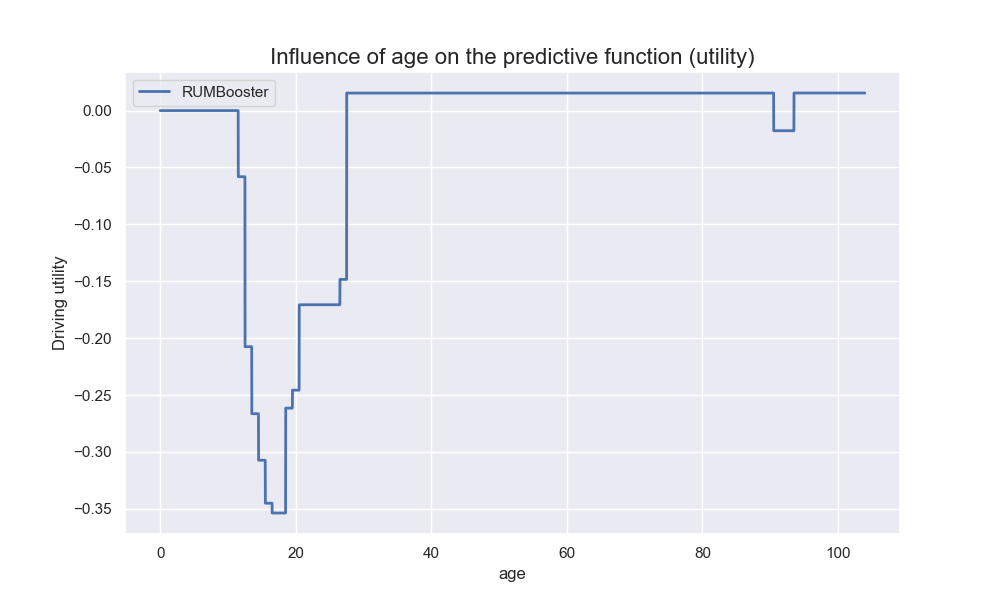 Influence of age on the predictive function (utility)
RUMBooster
0.00
−0.05
−0.10
−0.15
−0.20
−0.25
−0.30
−0.35
Driving utility
0 20 40 60 80 100
age